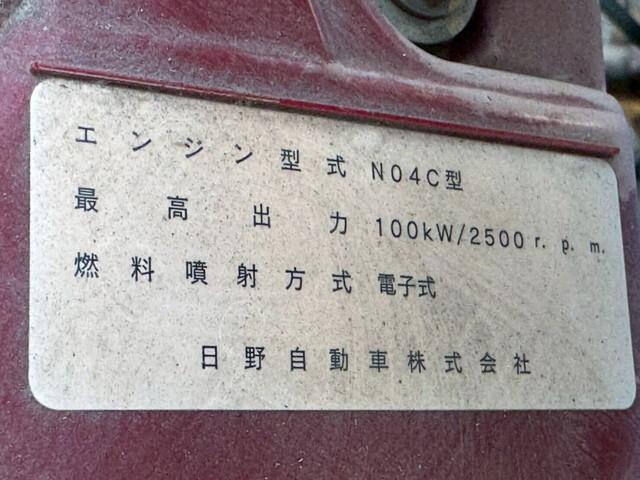 エンジン型式 N04C型
最高出力 100kW/2500 r. p. m.
燃料噴射方式 電子式
日野自動車株式会社